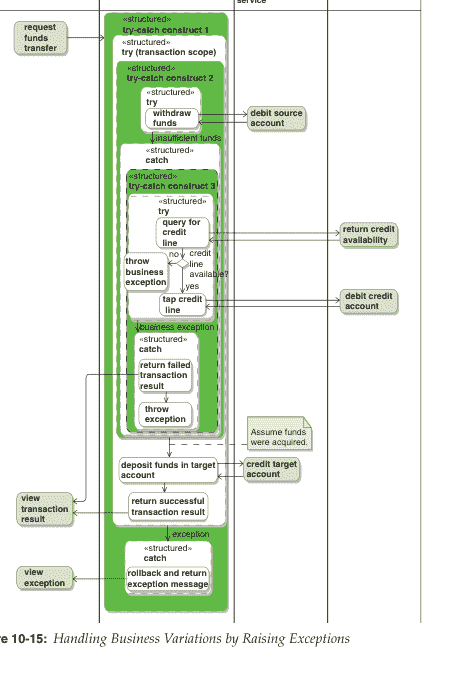 service
«structured»
try-catch construct 1
request
funds
transfer
«structured»
try (transaction scope)
«structured»
try-catch construct 2
«structured»
try
withdraw
funds
debit source
account
insufficient funds
«structured»
catch
«structured»
try-catch construct 3
«structured»
try
query for
credit
line
return credit
availability
no
credit
line
available?
throw
business
exception
yes
tap credit
line
debit credit
account
business exception
«structured»
catch
return failed
transaction
result
throw
exception
Assume funds
were acquired.
deposit funds in target
account
credit target
account
view
transaction
result
return successful
transaction result
exception
«structured»
catch
view
exception
rollback and return
exception message
e 10-15: Handling Business Variations by Raising Exceptions